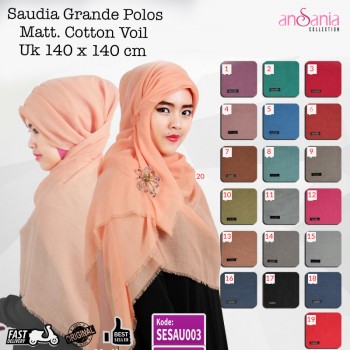 Saudia Grande Polos
Matt. Cotton Voil
Uk 140 x 140 cm
anSania
COLLECTION
1
2
3
4
5
6
7
8
9
10
11
12
13
14
15
16
17
18
19
20
FAST
DELIVERY
ORIGINAL
BEST
SELLER
Kode:
SESAU003